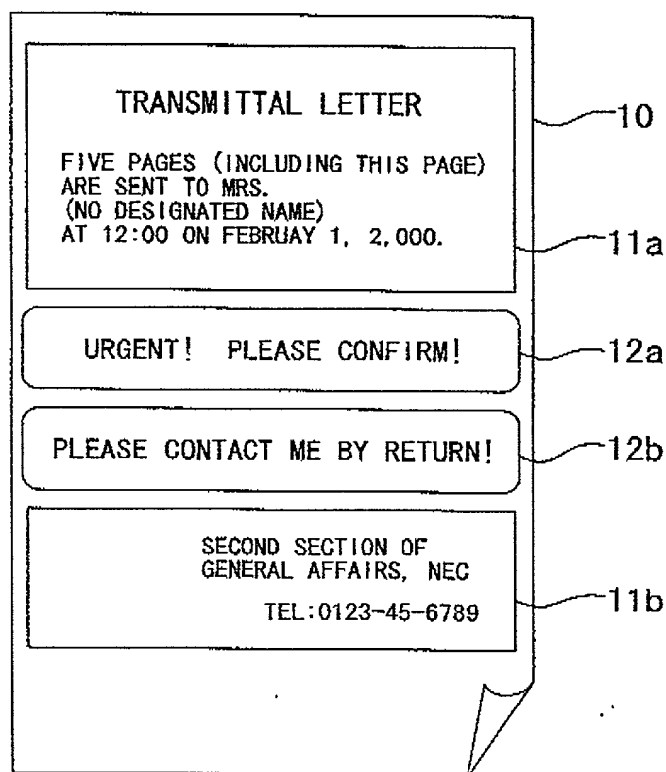 TRANSMITTAL LETTER
10
FIVE PAGES (INCLUDING THIS PAGE)
ARE SENT TO MRS.
(NO DESIGNATED NAME)
AT 12:00 ON FEBRUAY 1, 2,000.
11a
URGENT! PLEASE CONFIRM!
12a
PLEASE CONTACT ME BY RETURN!
12b
SECOND SECTION OF
GENERAL AFFAIRS, NEC
11b
TEL:0123-45-6789